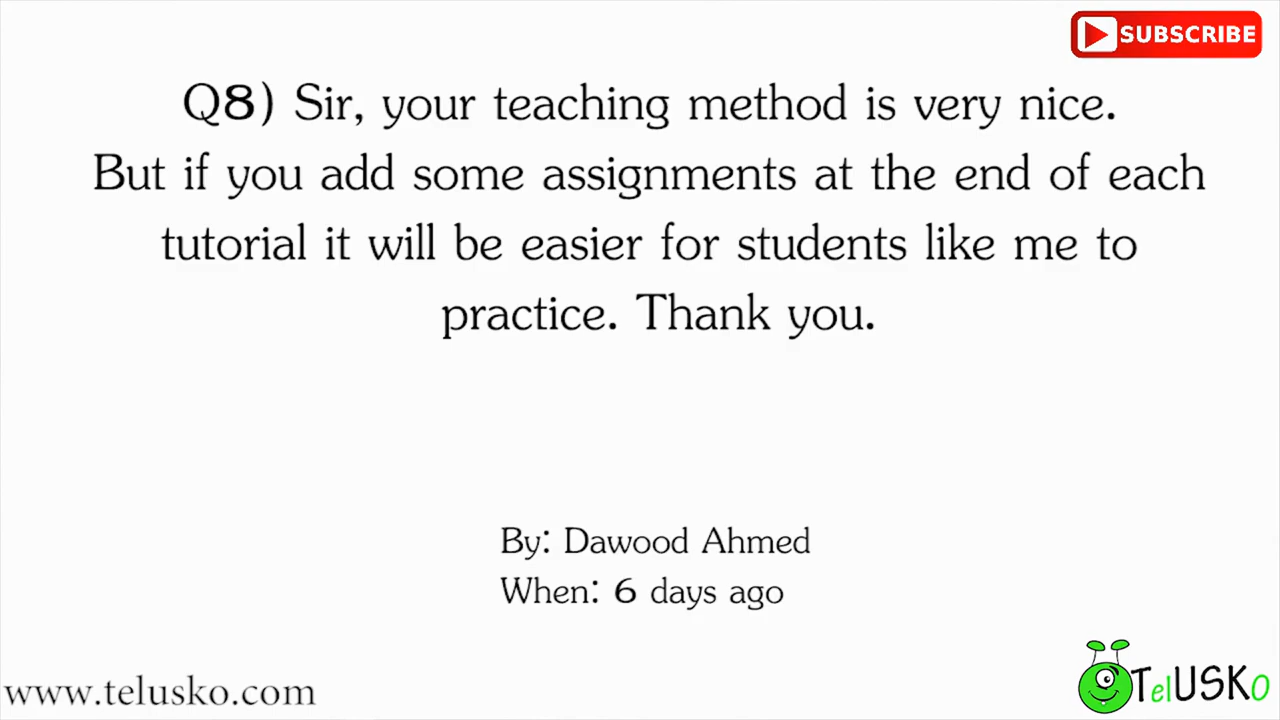 SUBSCRIBE
Q8) Sir, your teaching method is very nice.
But if you add some assignments at the end of each
tutorial it will be easier for students like me to
practice. Thank you.
By: Dawood Ahmed
When: 6 days ago
www.telusko.com
TelUSKo